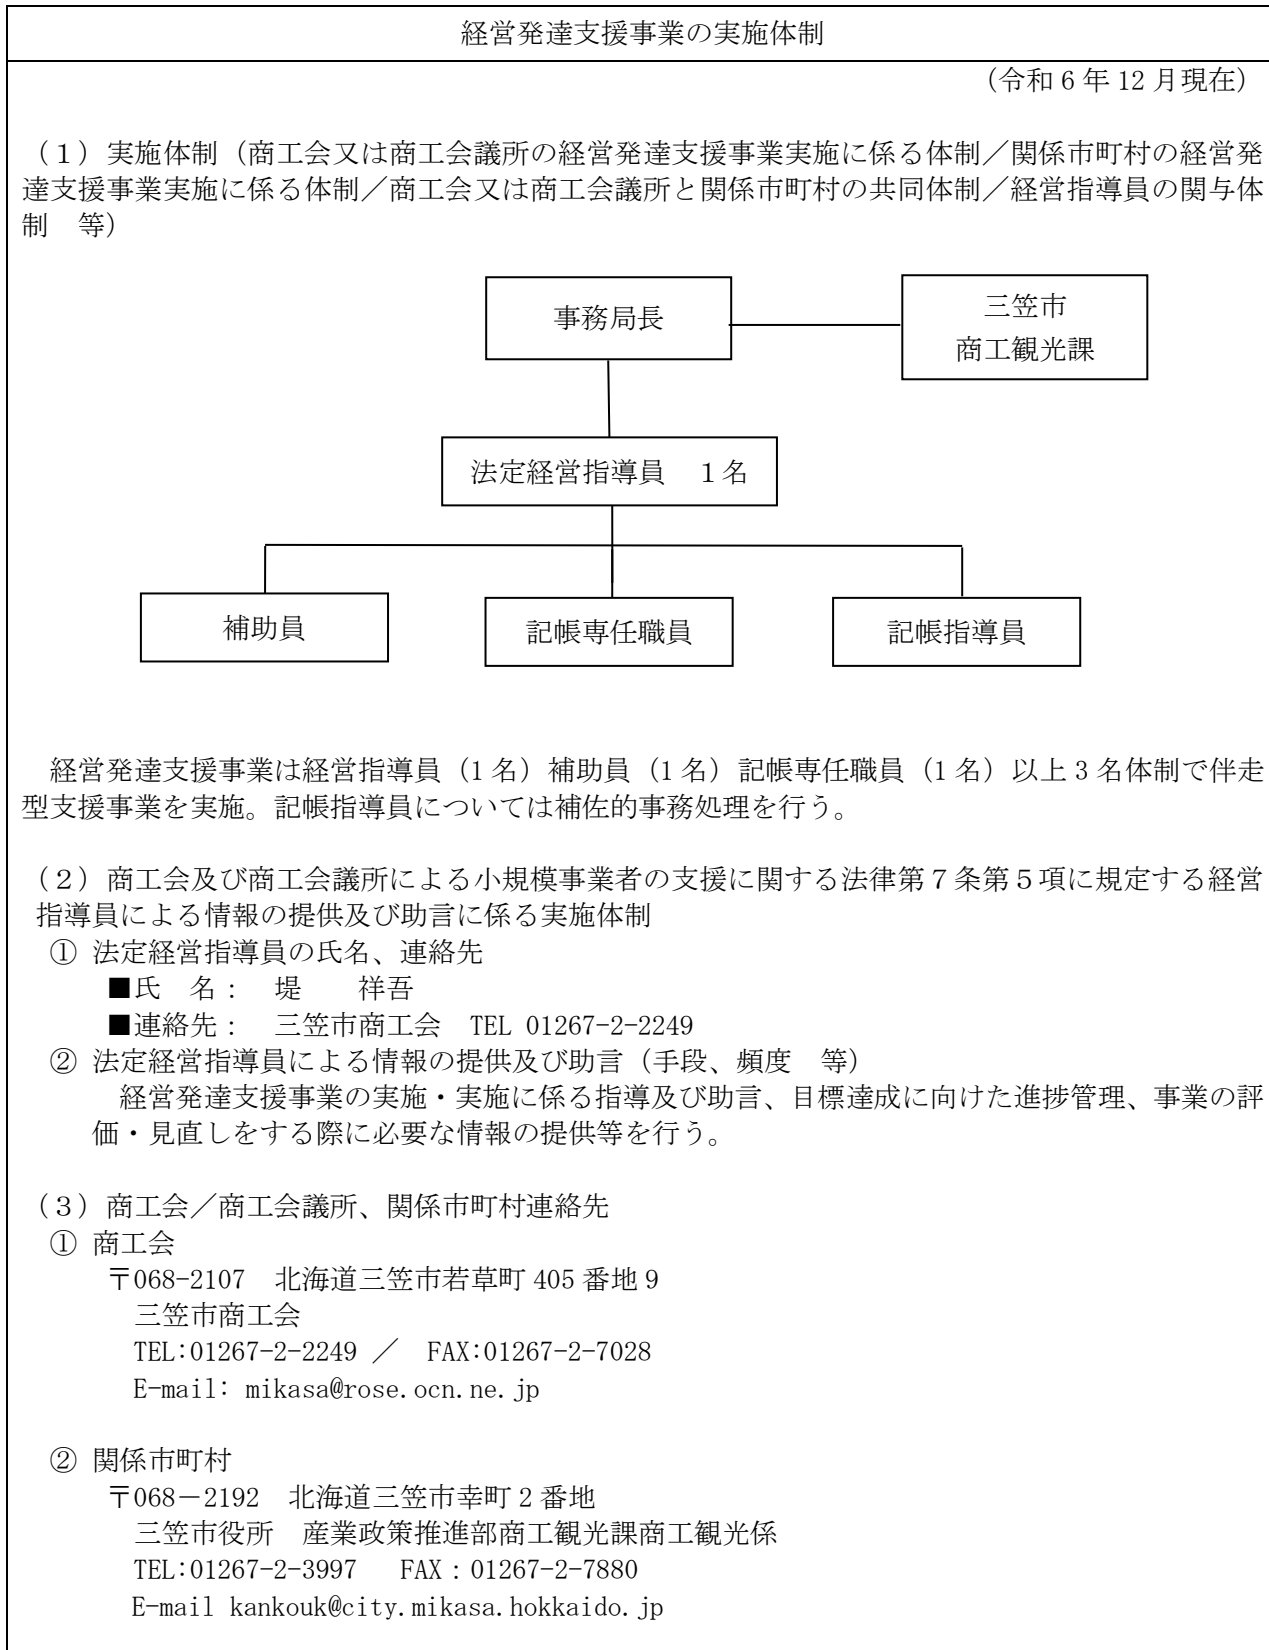 経営発達支援事業の実施体制
（令和 6 年 12 月現在）
（１）実施体制（商工会又は商工会議所の経営発達支援事業実施に係る体制／関係市町村の経営発
達支援事業実施に係る体制／商工会又は商工会議所と関係市町村の共同体制／経営指導員の関与体
制　等）
事務局長
三笠市
商工観光課
法定経営指導員　１名
補助員
記帳専任職員
記帳指導員
経営発達支援事業は経営指導員（1 名）補助員（1 名）記帳専任職員（1 名）以上 3 名体制で伴走
型支援事業を実施。記帳指導員については補佐的事務処理を行う。
（２）商工会及び商工会議所による小規模事業者の支援に関する法律第７条第５項に規定する経営
指導員による情報の提供及び助言に係る実施体制
① 法定経営指導員の氏名、連絡先
■氏　名：　堤　　祥吾
■連絡先：　三笠市商工会　TEL 01267-2-2249
② 法定経営指導員による情報の提供及び助言（手段、頻度　等）
経営発達支援事業の実施・実施に係る指導及び助言、目標達成に向けた進捗管理、事業の評
価・見直しをする際に必要な情報の提供等を行う。
（３）商工会／商工会議所、関係市町村連絡先
① 商工会
〒068-2107　北海道三笠市若草町 405 番地 9
三笠市商工会
TEL:01267-2-2249 ／　FAX:01267-2-7028
E-mail: mikasa@rose.ocn.ne.jp
② 関係市町村
〒068－2192　北海道三笠市幸町 2 番地
三笠市役所　産業政策推進部商工観光課商工観光係
TEL:01267-2-3997　FAX：01267-2-7880
E-mail kankouk@city.mikasa.hokkaido.jp